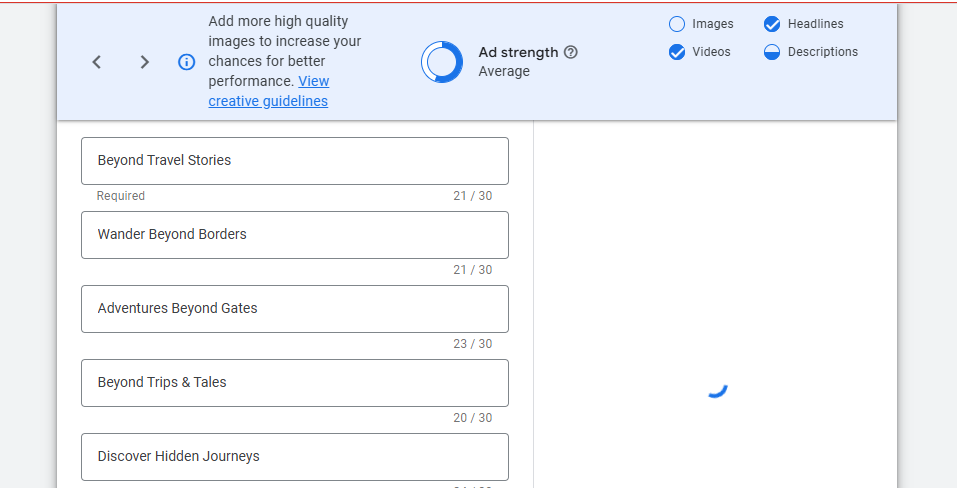 Add more high quality
images to increase your
chances for better
performance. View
creative guidelines
Ad strength
Average
Images
Headlines
Videos
Descriptions
Beyond Travel Stories
Required
21 / 30
Wander Beyond Borders
21 / 30
Adventures Beyond Gates
23 / 30
Beyond Trips & Tales
20 / 30
Discover Hidden Journeys